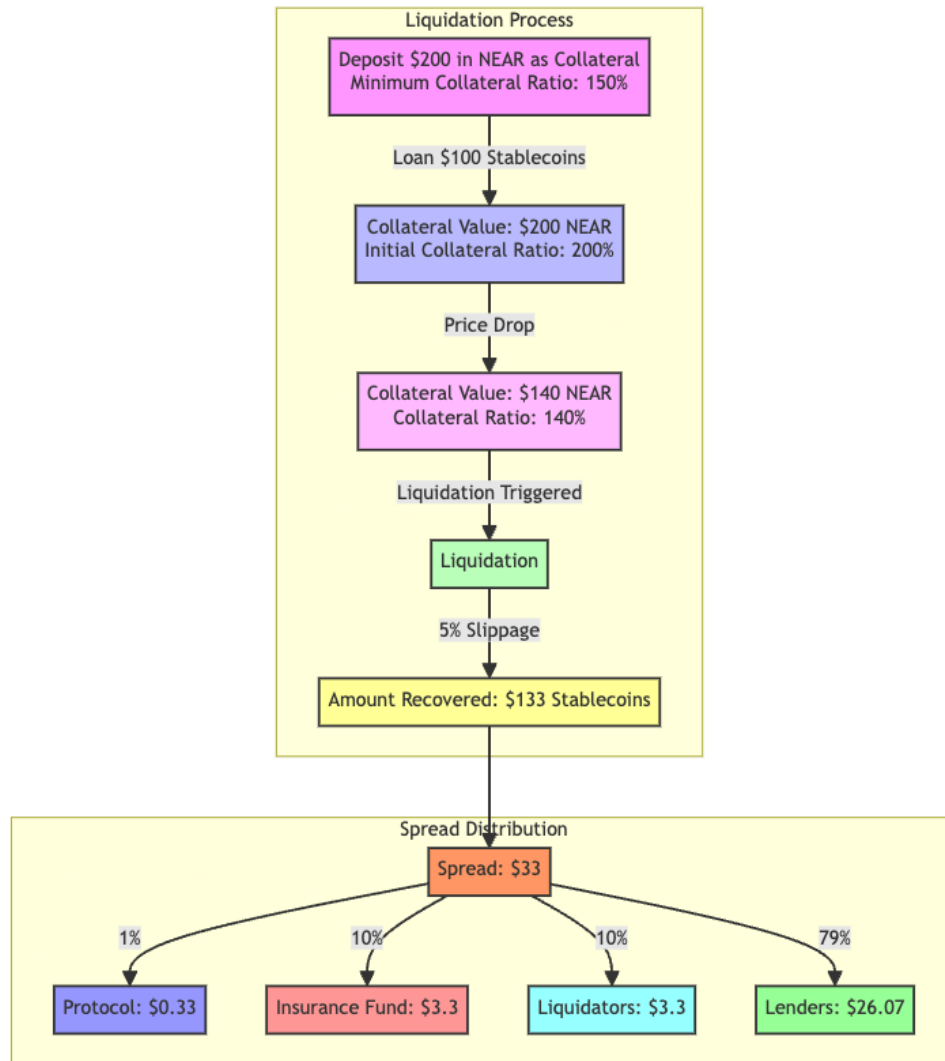 Liquidation Process
Deposit $200 in NEAR as Collateral
Minimum Collateral Ratio: 150%
Loan $100 Stablecoins
Collateral Value: $200 NEAR
Initial Collateral Ratio: 200%
Price Drop
Collateral Value: $140 NEAR
Collateral Ratio: 140%
Liquidation Triggered
Liquidation
5% Slippage
Amount Recovered: $133 Stablecoins
Spread Distribution
Spread: $33
1%
10%
10%
79%
Protocol: $0.33
Insurance Fund: $3.3
Liquidators: $3.3
Lenders: $26.07